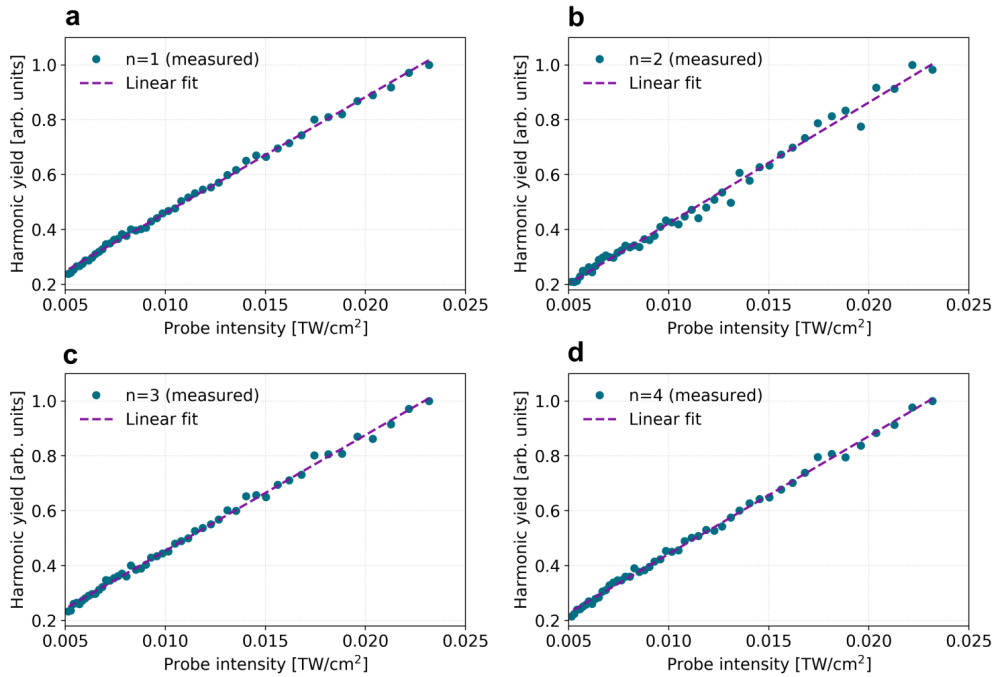 a
n=1 (measured)
Linear fit
Harmonic yield [arb. units]
1.0
0.8
0.6
0.4
0.2
0.005 0.010 0.015 0.020 0.025
Probe intensity [TW/cm²]
b
n=2 (measured)
Linear fit
Harmonic yield [arb. units]
1.0
0.8
0.6
0.4
0.2
0.005 0.010 0.015 0.020 0.025
Probe intensity [TW/cm²]
c
n=3 (measured)
Linear fit
Harmonic yield [arb. units]
1.0
0.8
0.6
0.4
0.2
0.005 0.010 0.015 0.020 0.025
Probe intensity [TW/cm²]
d
n=4 (measured)
Linear fit
Harmonic yield [arb. units]
1.0
0.8
0.6
0.4
0.2
0.005 0.010 0.015 0.020 0.025
Probe intensity [TW/cm²]